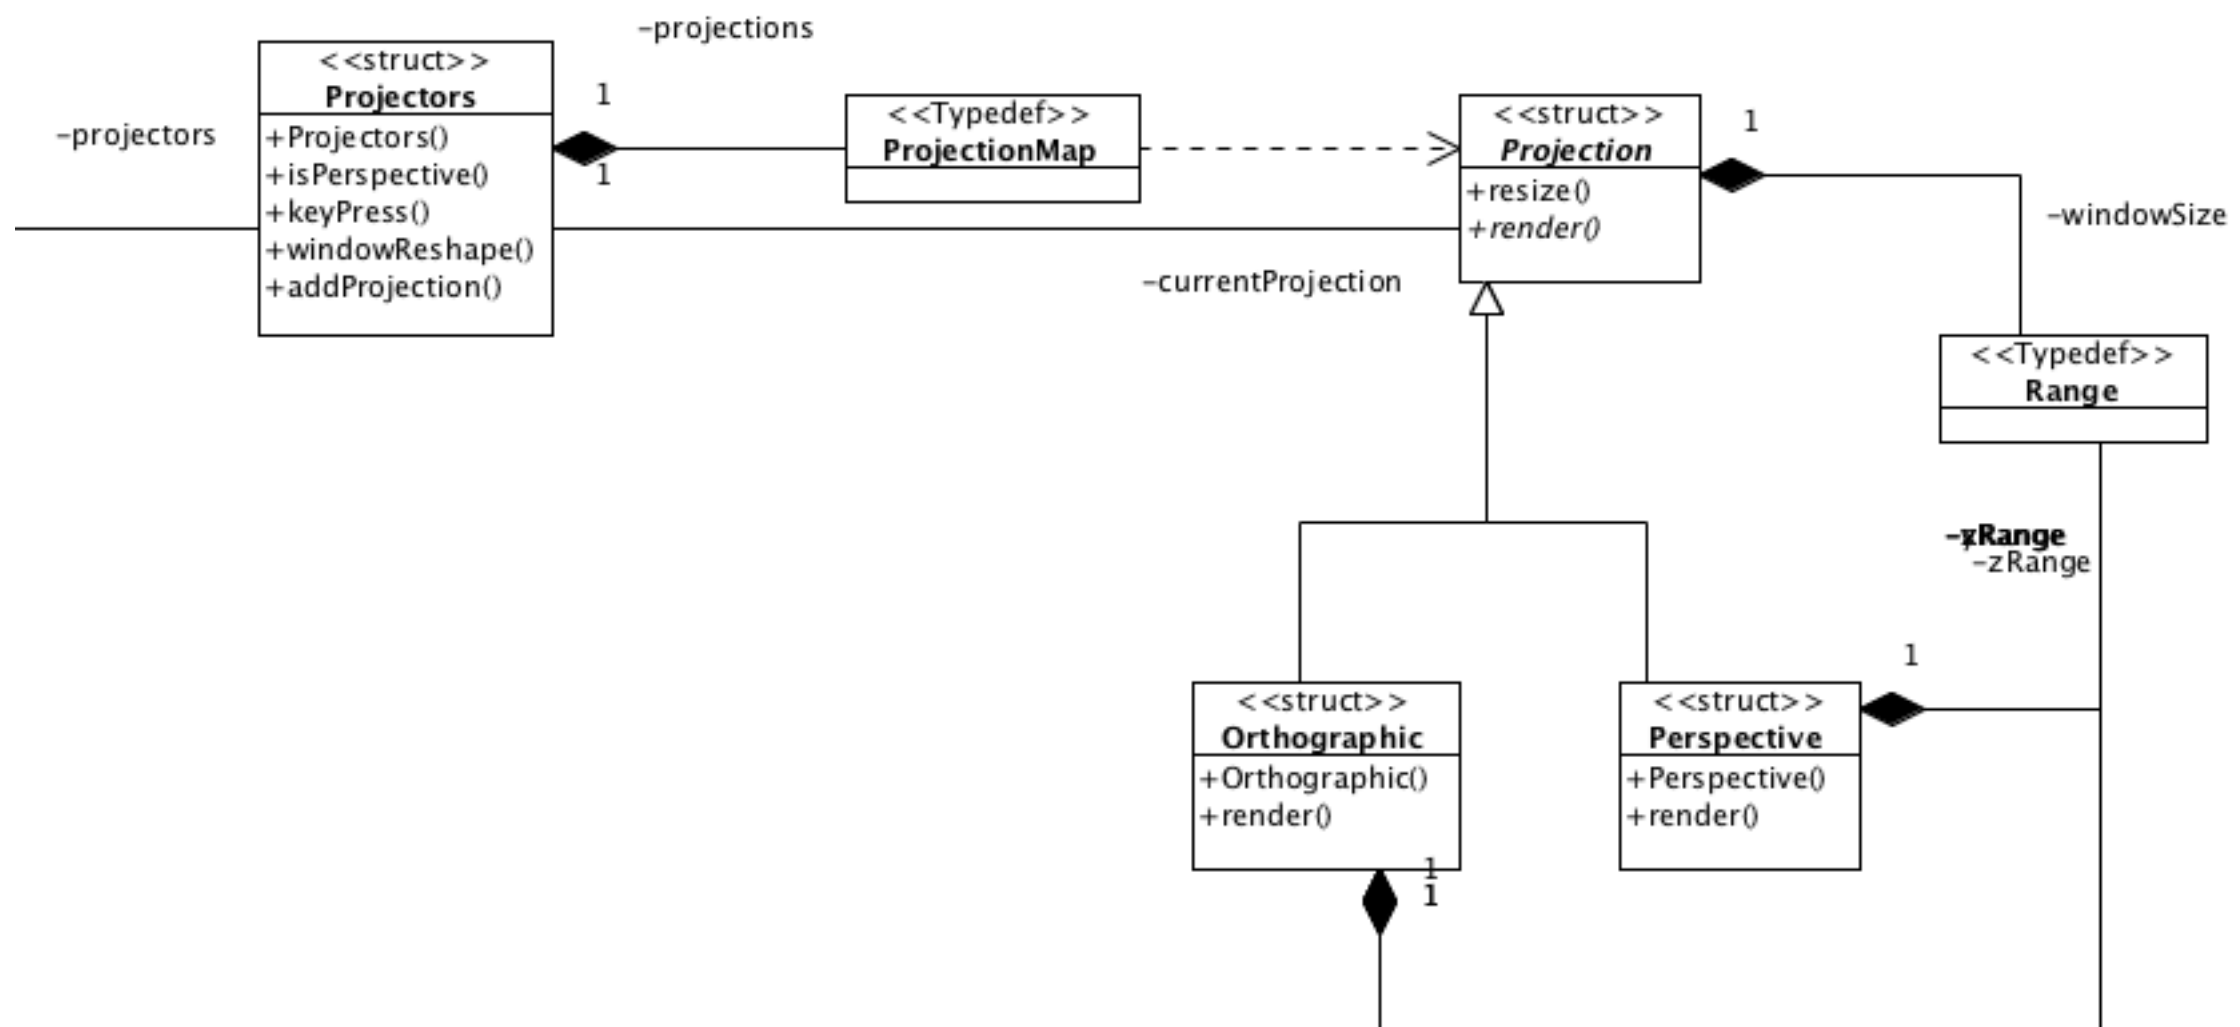 -projections
<<struct>>
Projectors
+Projectors()
+isPerspective()
+keyPress()
+windowReshape()
+addProjection()
-projectors
1
1
<<Typedef>>
ProjectionMap
<<struct>>
Projection
+resize()
+render()
1
-windowSize
-currentProjection
<<Typedef>>
Range
-zRange
1
<<struct>>
Orthographic
+Orthographic()
+render()
<<struct>>
Perspective
+Perspective()
+render()
1
1